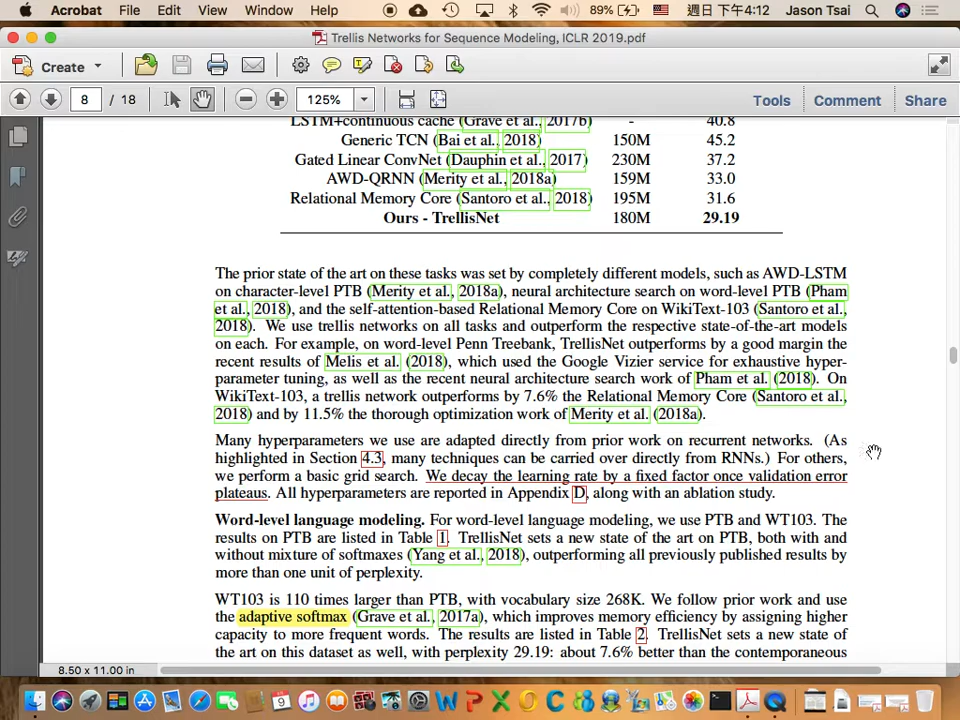 Acrobat File Edit View Window Help 89% 週日 下午4:12 Jason Tsai
Trellis Networks for Sequence Modeling, ICLR 2019.pdf
Create
8 / 18 125% Tools Comment Share
LSTM+continuous cache (Grave et al., 2017b) - 40.8
Generic TCN (Bai et al., 2018) 150M 45.2
Gated Linear ConvNet (Dauphin et al., 2017) 230M 37.2
AWD-QRNN (Merity et al., 2018a) 159M 33.0
Relational Memory Core (Santoro et al., 2018) 195M 31.6
Ours - TrellisNet 180M 29.19
The prior state of the art on these tasks was set by completely different models, such as AWD-LSTM
on character-level PTB (Merity et al., 2018a), neural architecture search on word-level PTB (Pham
et al., 2018), and the self-attention-based Relational Memory Core on WikiText-103 (Santoro et al.,
2018). We use trellis networks on all tasks and outperform the respective state-of-the-art models
on each. For example, on word-level Penn Treebank, TrellisNet outperforms by a good margin the
recent results of Melis et al. (2018), which used the Google Vizier service for exhaustive hyper-
parameter tuning, as well as the recent neural architecture search work of Pham et al. (2018). On
WikiText-103, a trellis network outperforms by 7.6% the Relational Memory Core (Santoro et al.,
2018) and by 11.5% the thorough optimization work of Merity et al. (2018a).
Many hyperparameters we use are adapted directly from prior work on recurrent networks. (As
highlighted in Section 4.3, many techniques can be carried over directly from RNNs.) For others,
we perform a basic grid search. We decay the learning rate by a fixed factor once validation error
plateaus. All hyperparameters are reported in Appendix D, along with an ablation study.
Word-level language modeling. For word-level language modeling, we use PTB and WT103. The
results on PTB are listed in Table 1. TrellisNet sets a new state of the art on PTB, both with and
without mixture of softmaxes (Yang et al., 2018), outperforming all previously published results by
more than one unit of perplexity.
WT103 is 110 times larger than PTB, with vocabulary size 268K. We follow prior work and use
the adaptive softmax (Grave et al., 2017a), which improves memory efficiency by assigning higher
capacity to more frequent words. The results are listed in Table 2. TrellisNet sets a new state of
the art on this dataset as well, with perplexity 29.19: about 7.6% better than the contemporaneous
8.50 x 11.00 in
9